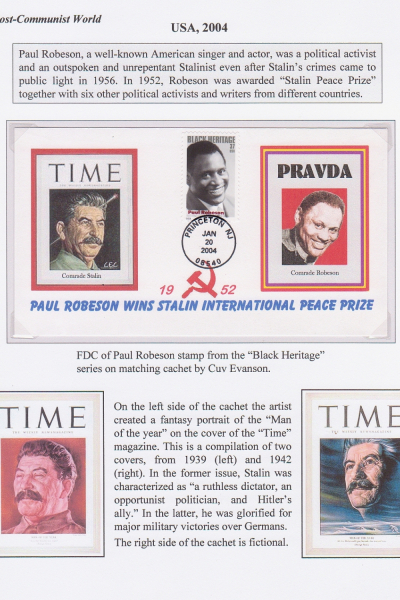 ost-Communist World
USA, 2004
Paul Robeson, a well-known American singer and actor, was a political activist
and an outspoken and unrepentant Stalinist even after Stalin's crimes came to
public light in 1956. In 1952, Robeson was awarded “Stalin Peace Prize”
together with six other political activists and writers from different countries.
TIME
Comrade Stalin
BLACK HERITAGE
37
Paul Robeson
PRINCETON, NJ
JAN
20
2004
08540
PRAVDA
Comrade Robeson
19 52
PAUL ROBESON WINS STALIN INTERNATIONAL PEACE PRIZE
FDC of Paul Robeson stamp from the “Black Heritage”
series on matching cachet by Cuv Evanson.
TIME
On the left side of the cachet the artist
created a fantasy portrait of the “Man
of the year” on the cover of the “Time”
magazine. This is a compilation of two
covers, from 1939 (left) and 1942
(right). In the former issue, Stalin was
characterized as “a ruthless dictator, an
opportunist politician, and Hitler's
ally.” In the latter, he was glorified for
major military victories over Germans.
The right side of the cachet is fictional.
TIME